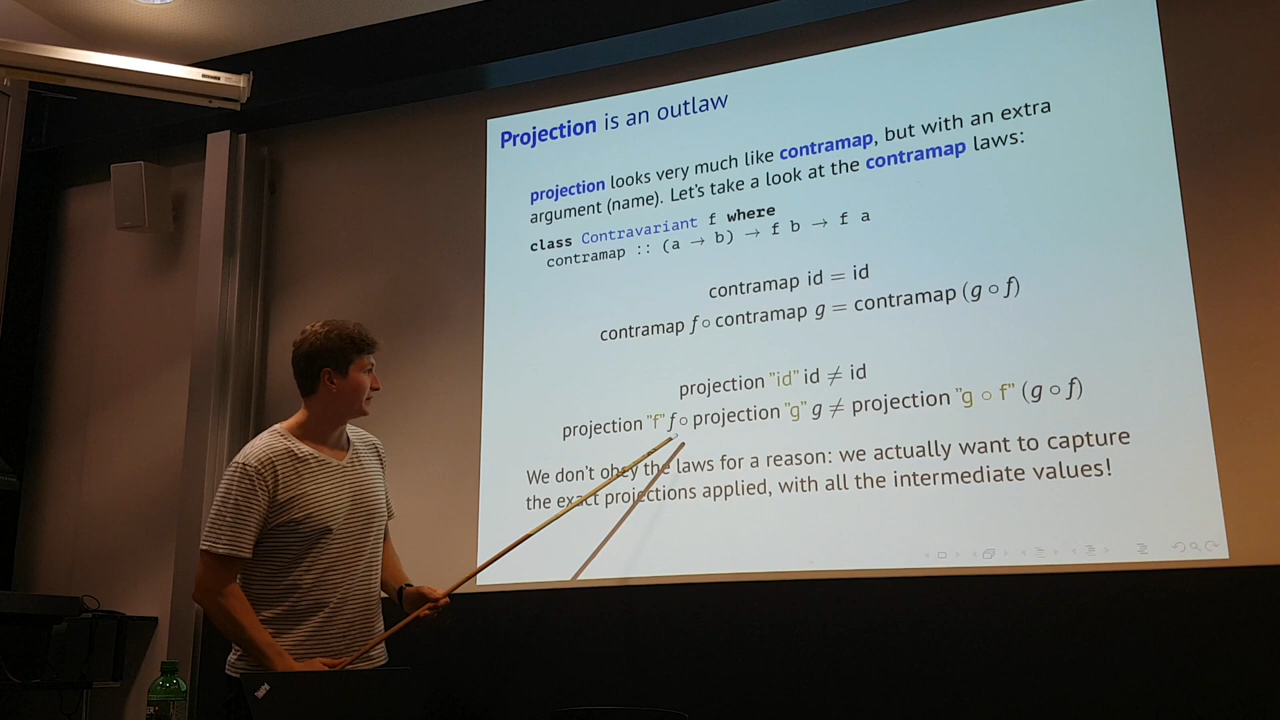 Projection is an outlaw
projection looks very much like contramap, but with an extra
argument (name). Let's take a look at the contramap laws:
class Contravariant f where
contramap :: (a → b) → f b → f a
contramap id = id
contramap f ∘ contramap g = contramap (g ∘ f)
projection "id" id ≠ id
projection "f" f ∘ projection "g" g ≠ projection "g ∘ f" (g ∘ f)
We don't obey the laws for a reason: we actually want to capture
the exact projections applied, with all the intermediate values!
ThinkPad